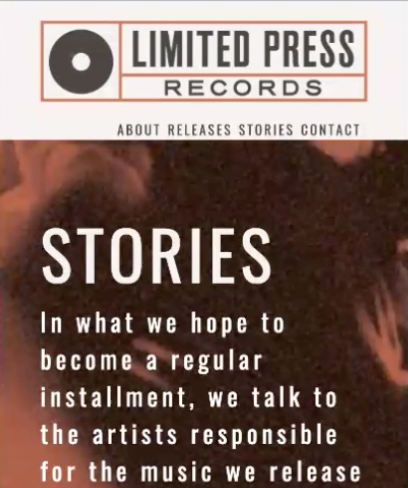 LIMITED PRESS
RECORDS
ABOUT RELEASES STORIES CONTACT
STORIES
In what we hope to
become a regular
installment, we talk to
the artists responsible
for the music we release